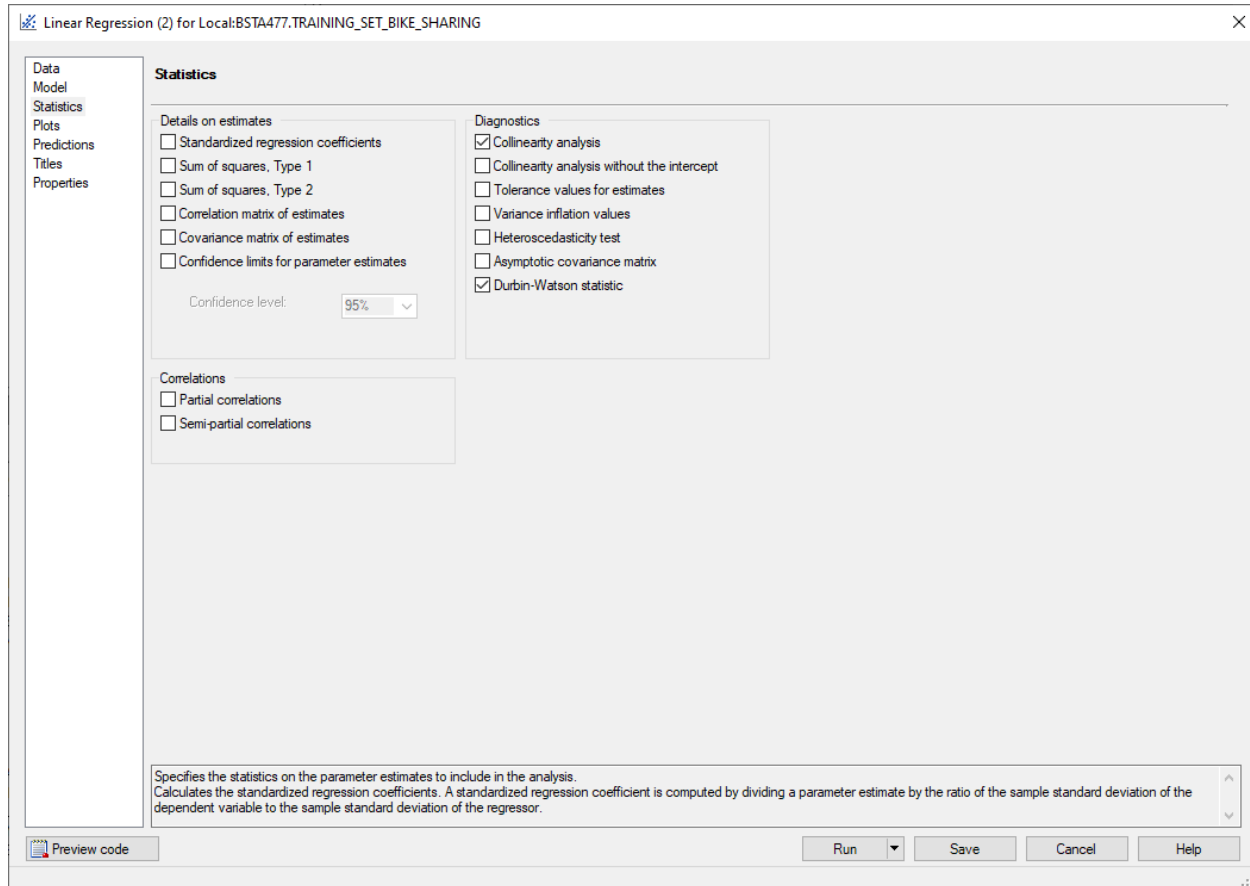 Linear Regression (2) for Local:BSTA477.TRAINING_SET_BIKE_SHARING
Data
Model
Statistics
Plots
Predictions
Titles
Properties
Statistics
Details on estimates
Standardized regression coefficients
Sum of squares, Type 1
Sum of squares, Type 2
Correlation matrix of estimates
Covariance matrix of estimates
Confidence limits for parameter estimates
Confidence level:
95%
Diagnostics
Collinearity analysis
Collinearity analysis without the intercept
Tolerance values for estimates
Variance inflation values
Heteroscedasticity test
Asymptotic covariance matrix
Durbin-Watson statistic
Correlations
Partial correlations
Semi-partial correlations
Specifies the statistics on the parameter estimates to include in the analysis.
Calculates the standardized regression coefficients. A standardized regression coefficient is computed by dividing a parameter estimate by the ratio of the sample standard deviation of the
dependent variable to the sample standard deviation of the regressor.
Preview code
Run
Save
Cancel
Help